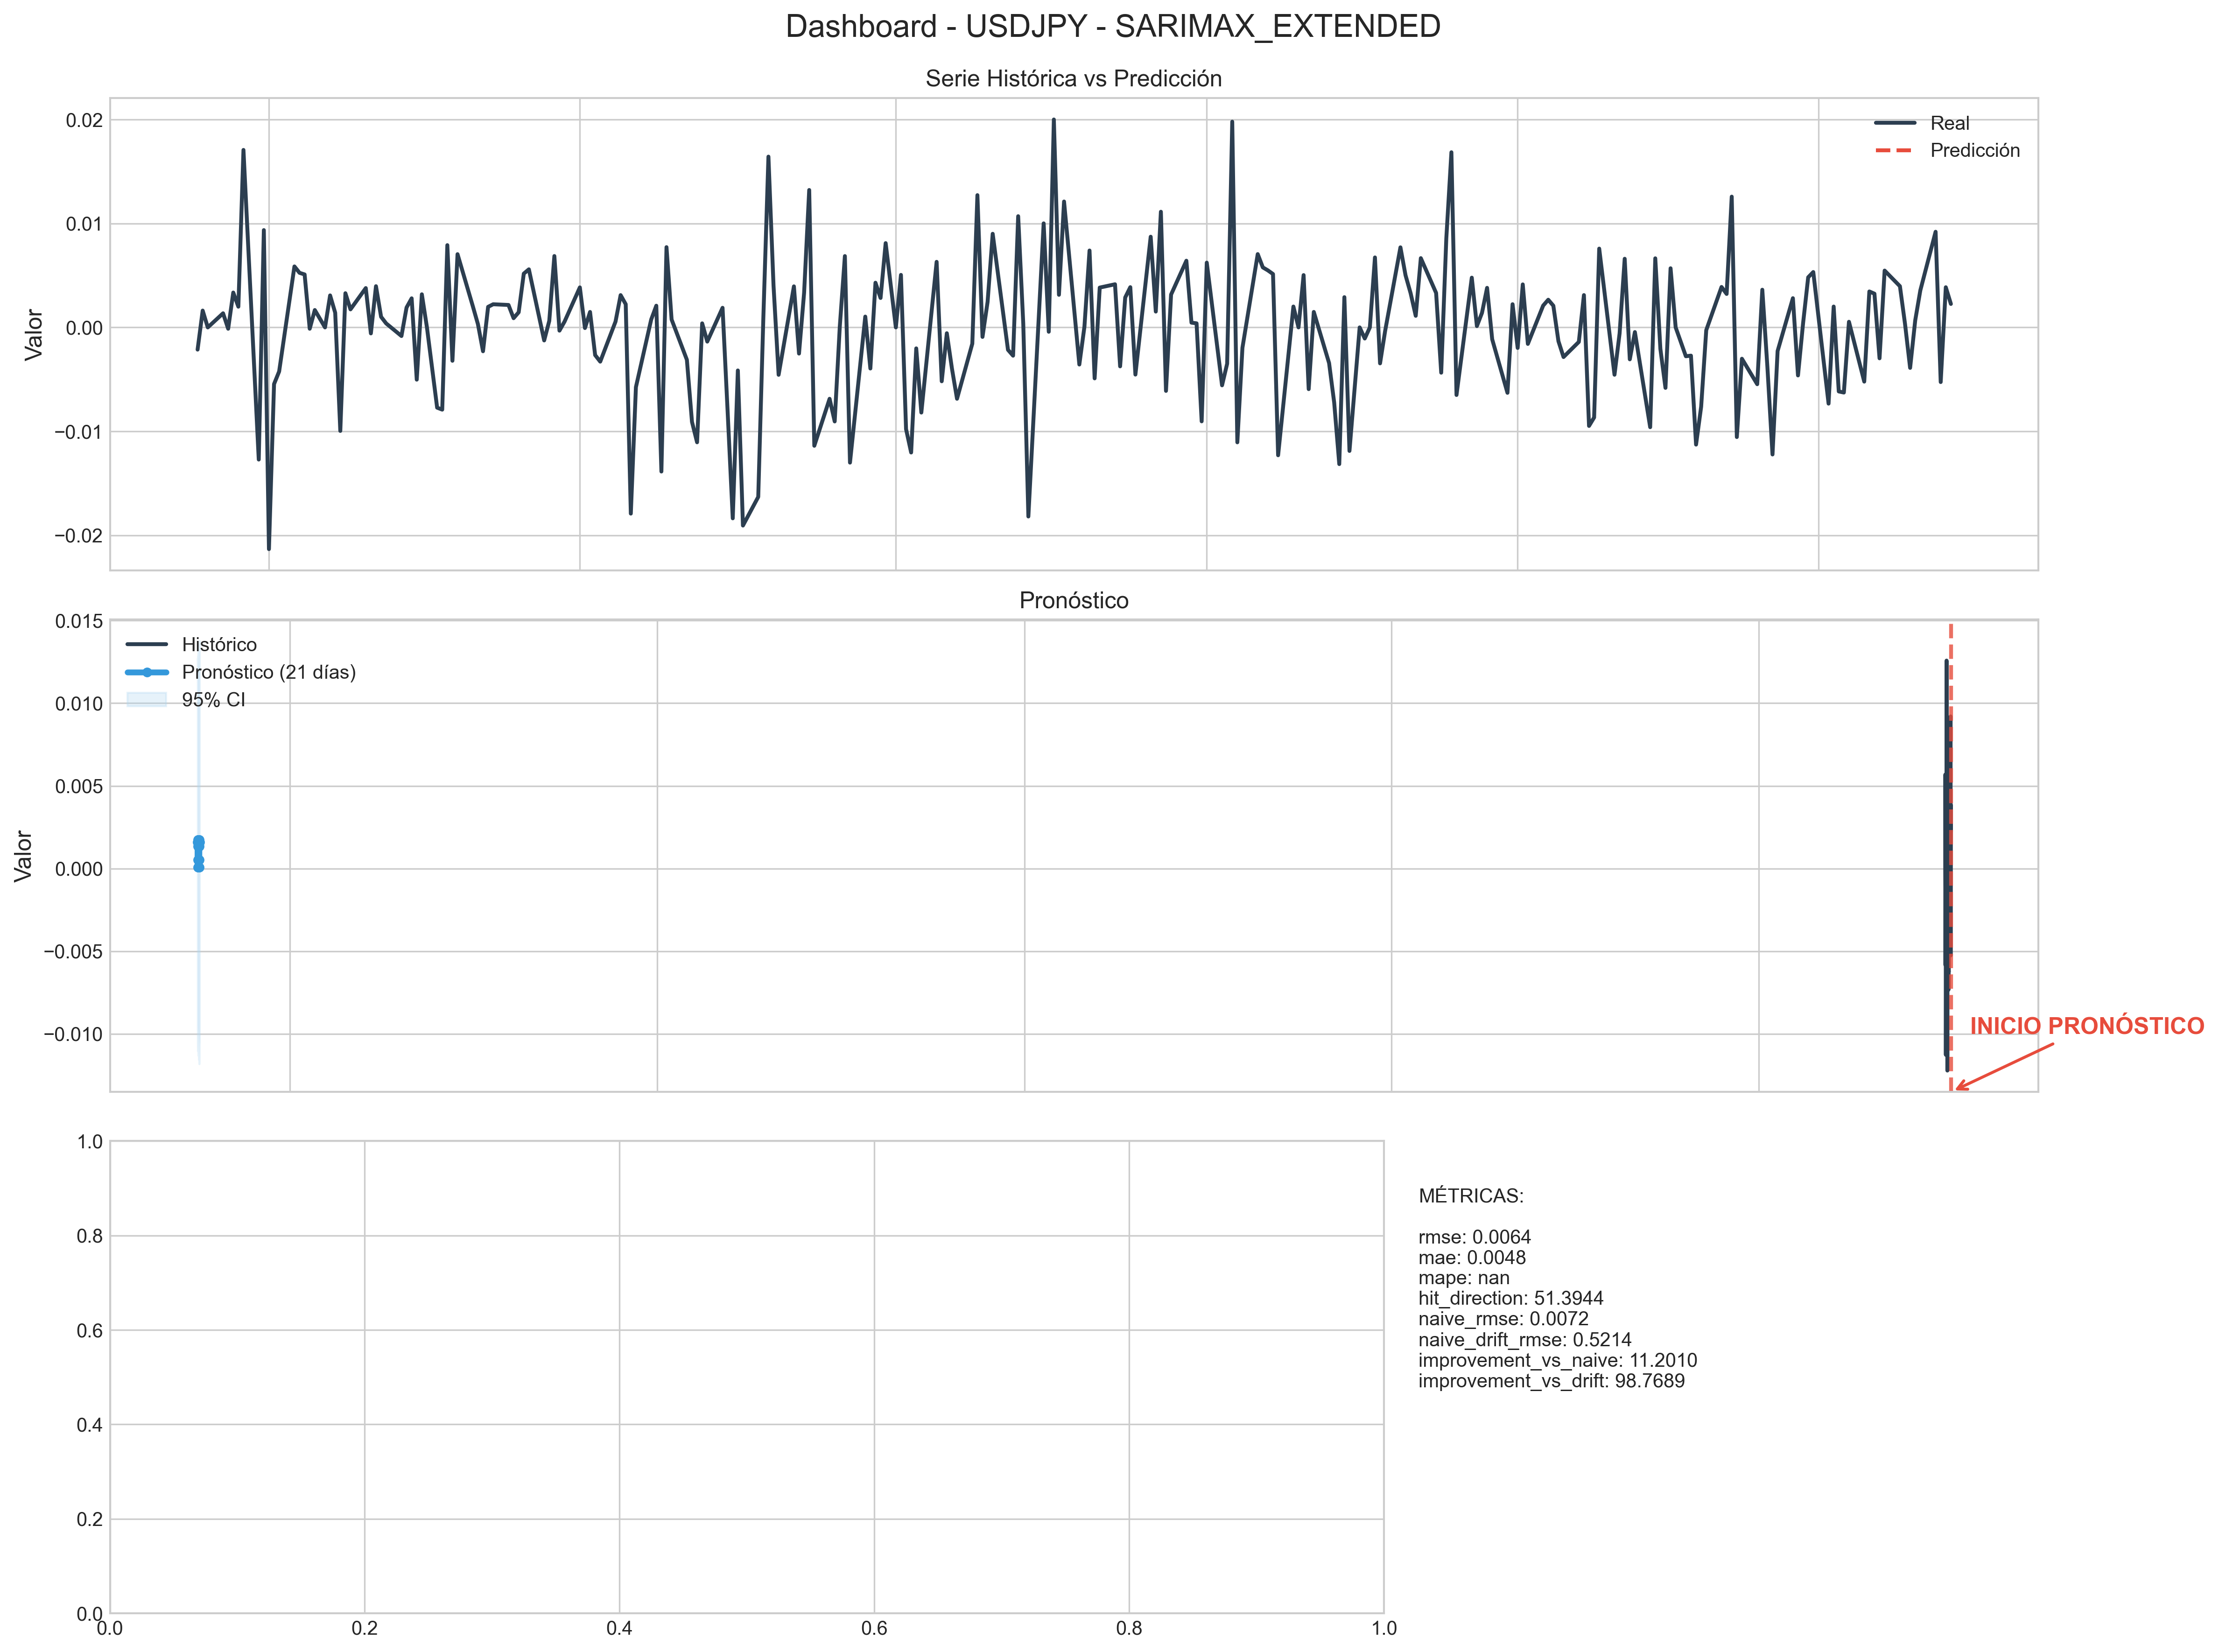 Dashboard - USDJPY - SARIMAX_EXTENDED
Serie Histórica vs Predicción
Real
Predicción
0.02
0.01
0.00
−0.01
−0.02
Valor
Pronóstico
Histórico
Pronóstico (21 días)
95% CI
0.015
0.010
0.005
0.000
−0.005
−0.010
Valor
INICIO PRONÓSTICO
1.0
0.8
0.6
0.4
0.2
0.0
0.0 0.2 0.4 0.6 0.8 1.0
MÉTRICAS:
rmse: 0.0064
mae: 0.0048
mape: nan
hit_direction: 51.3944
naive_rmse: 0.0072
naive_drift_rmse: 0.5214
improvement_vs_naive: 11.2010
improvement_vs_drift: 98.7689